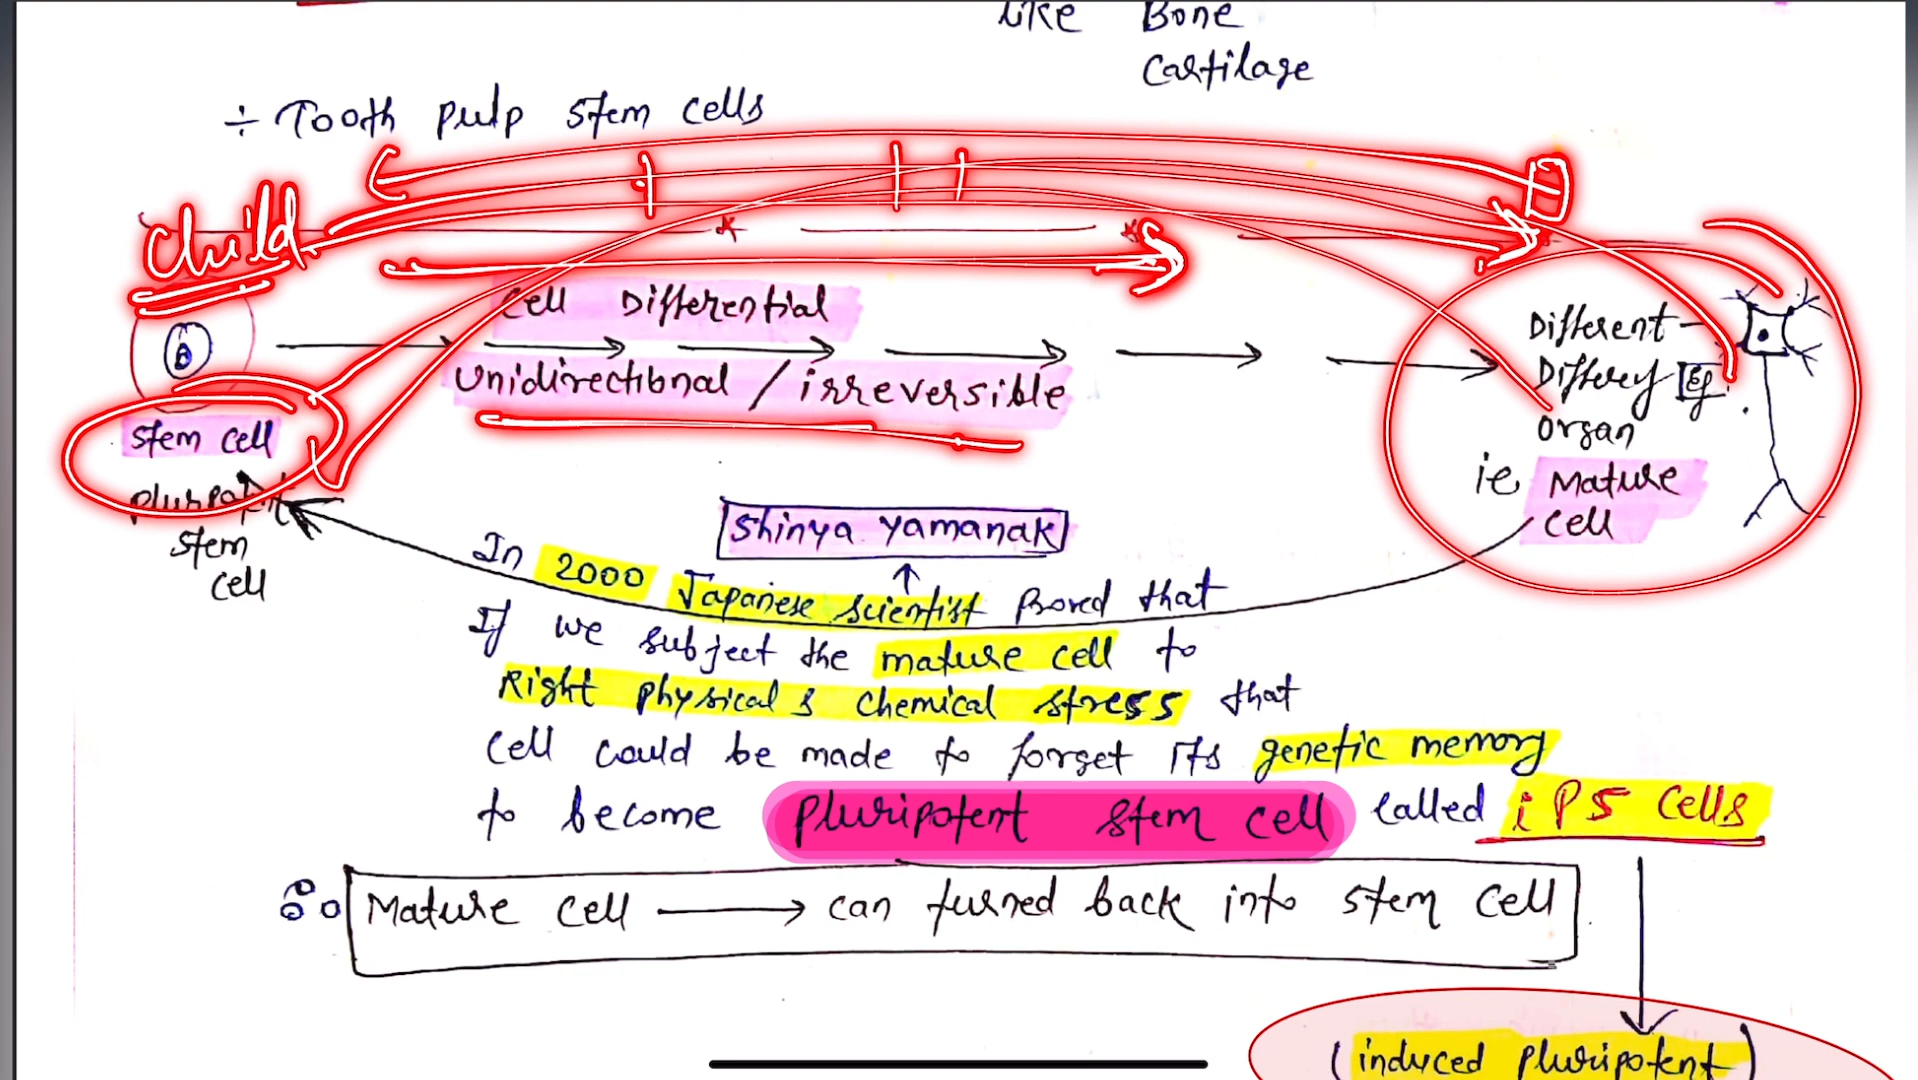 like Bone
Cartilage
÷ Tooth pulp stem cells
Child
Cell Differential
Unidirectional / irreversible
B
stem cell
stem
cell
Different
organ
Eg.
ie Mature
cell
Shinya Yamanak
In 2000 Japanese scientist Proved that
If we subject the mature cell to
Right physical & chemical stress that
cell could be made to forget its genetic memory
to become pluripotent stem cell called iPS cells
Mature cell → can turned back into stem cell
(induced pluripotent)